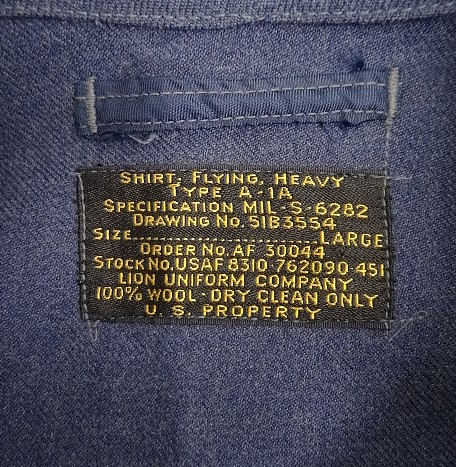 SHIRT, FLYING, HEAVY
TYPE A-1A
SPECIFICATION MIL-S-6282
DRAWING NO. 51B3554
SIZE....................LARGE
ORDER NO. AF 30044
STOCK NO. USAF 8310-762090-451
LION UNIFORM COMPANY
100% WOOL - DRY CLEAN ONLY
U. S. PROPERTY